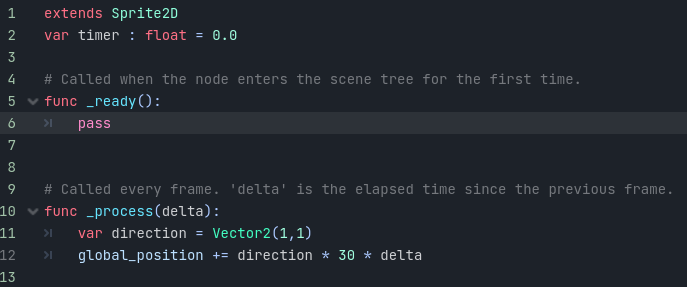 1 extends Sprite2D
2 var timer : float = 0.0
3
4 # Called when the node enters the scene tree for the first time.
5 func _ready():
6 pass
7
8
9 # Called every frame. 'delta' is the elapsed time since the previous frame.
10 func _process(delta):
11 var direction = Vector2(1,1)
12 global_position += direction * 30 * delta
13